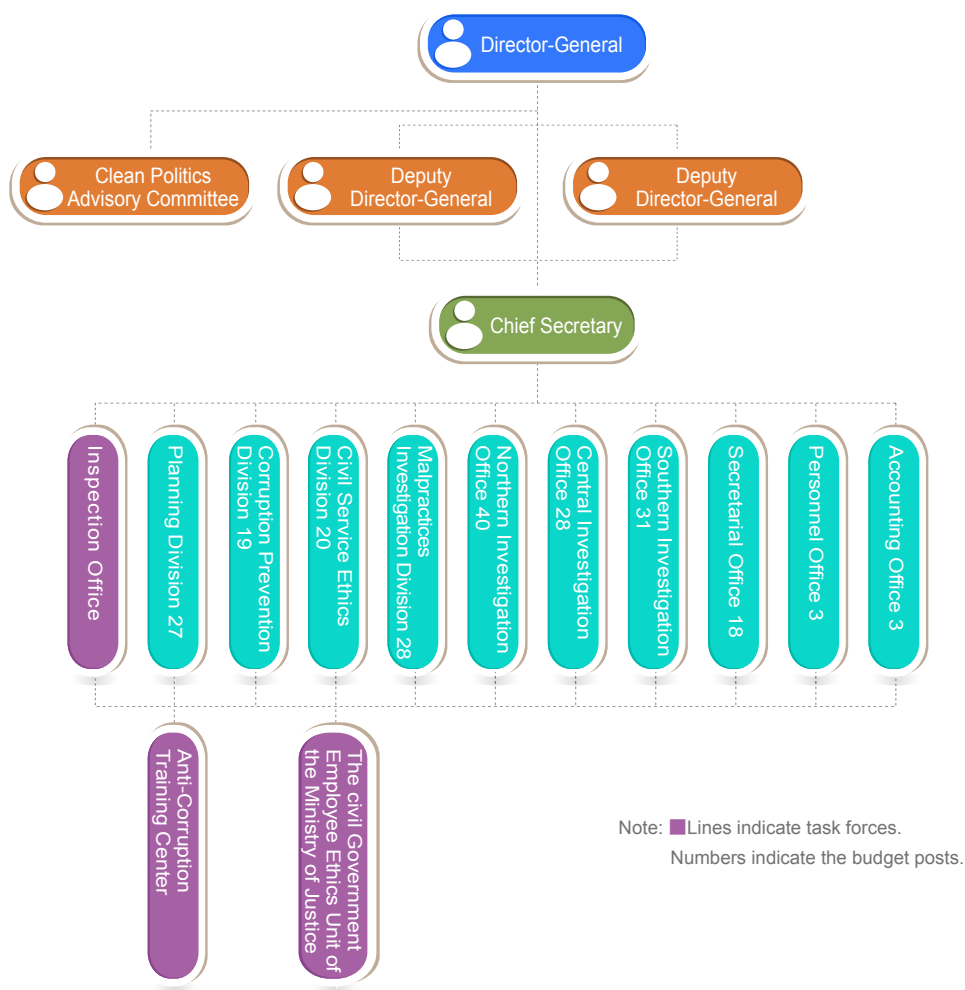 Director-General
Clean Politics
Advisory Committee
Deputy
Director-General
Deputy
Director-General
Chief Secretary
Inspection Office
Planning Division 27
Corruption Prevention
Division 19
Civil Service Ethics
Division 20
Malpractices
Investigation Division 28
Northern Investigation
Office 40
Central Investigation
Office 28
Southern Investigation
Office 31
Secretarial Office 18
Personnel Office 3
Accounting Office 3
Anti-Corruption
Training Center
The civil Government
Employee Ethics Unit of
the Ministry of Justice
Note: Lines indicate task forces.
Numbers indicate the budget posts.